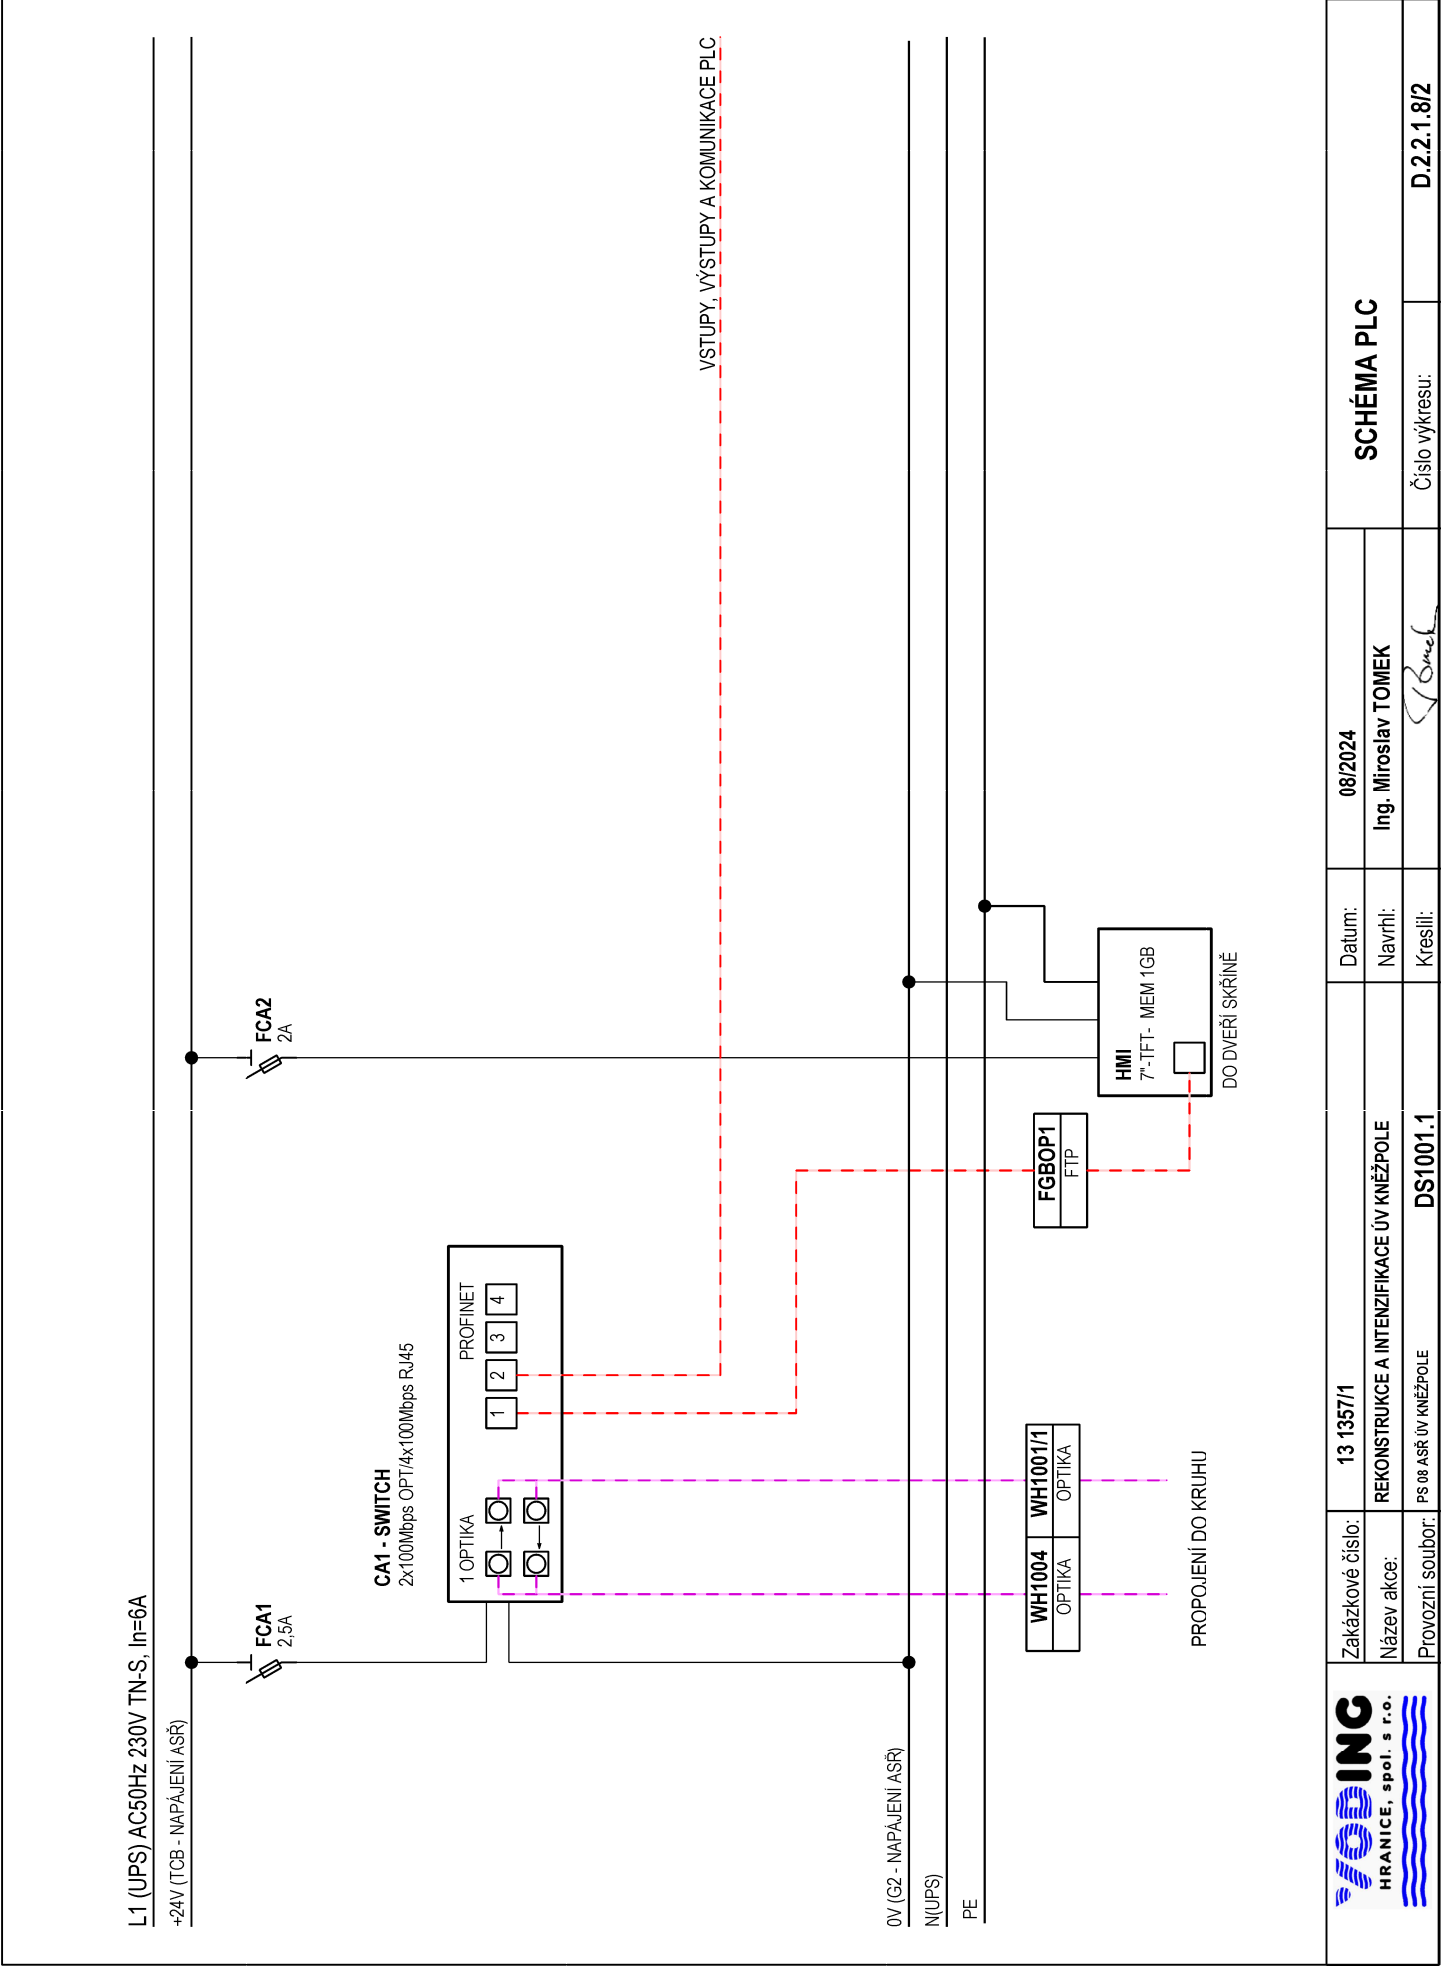 L1 (UPS) AC50Hz 230V TN-S, In=6A
+24V (TCB - NAPÁJENÍ ASŘ)
FCA1
2,5A
FCA2
2A
CA1 - SWITCH
2x100Mbps OPT/4x100Mbps RJ45
1 OPTIKA
PROFINET
1
2
3
4
VSTUPY, VÝSTUPY A KOMUNIKACE PLC
0V (G2 - NAPÁJENÍ ASŘ)
N(UPS)
PE
WH1004
OPTIKA
WH1001/1
OPTIKA
FGBOP1
FTP
HMI
7"-TFT- MEM 1GB
DO DVEŘÍ SKŘÍNĚ
PROPOJENÍ DO KRUHU
VODING
HRANICE, spol. s r.o.
Zakázkové číslo:
13 1357/1
Název akce:
REKONSTRUKCE A INTENZIFIKACE ÚV KNĚŽPOLE
Provozní soubor:
PS 08 ASŘ ÚV KNĚŽPOLE
DS1001.1
Datum:
08/2024
Navrhl:
Ing. Miroslav TOMEK
Kreslil:
Tomek
SCHÉMA PLC
Číslo výkresu:
D.2.2.1.8/2